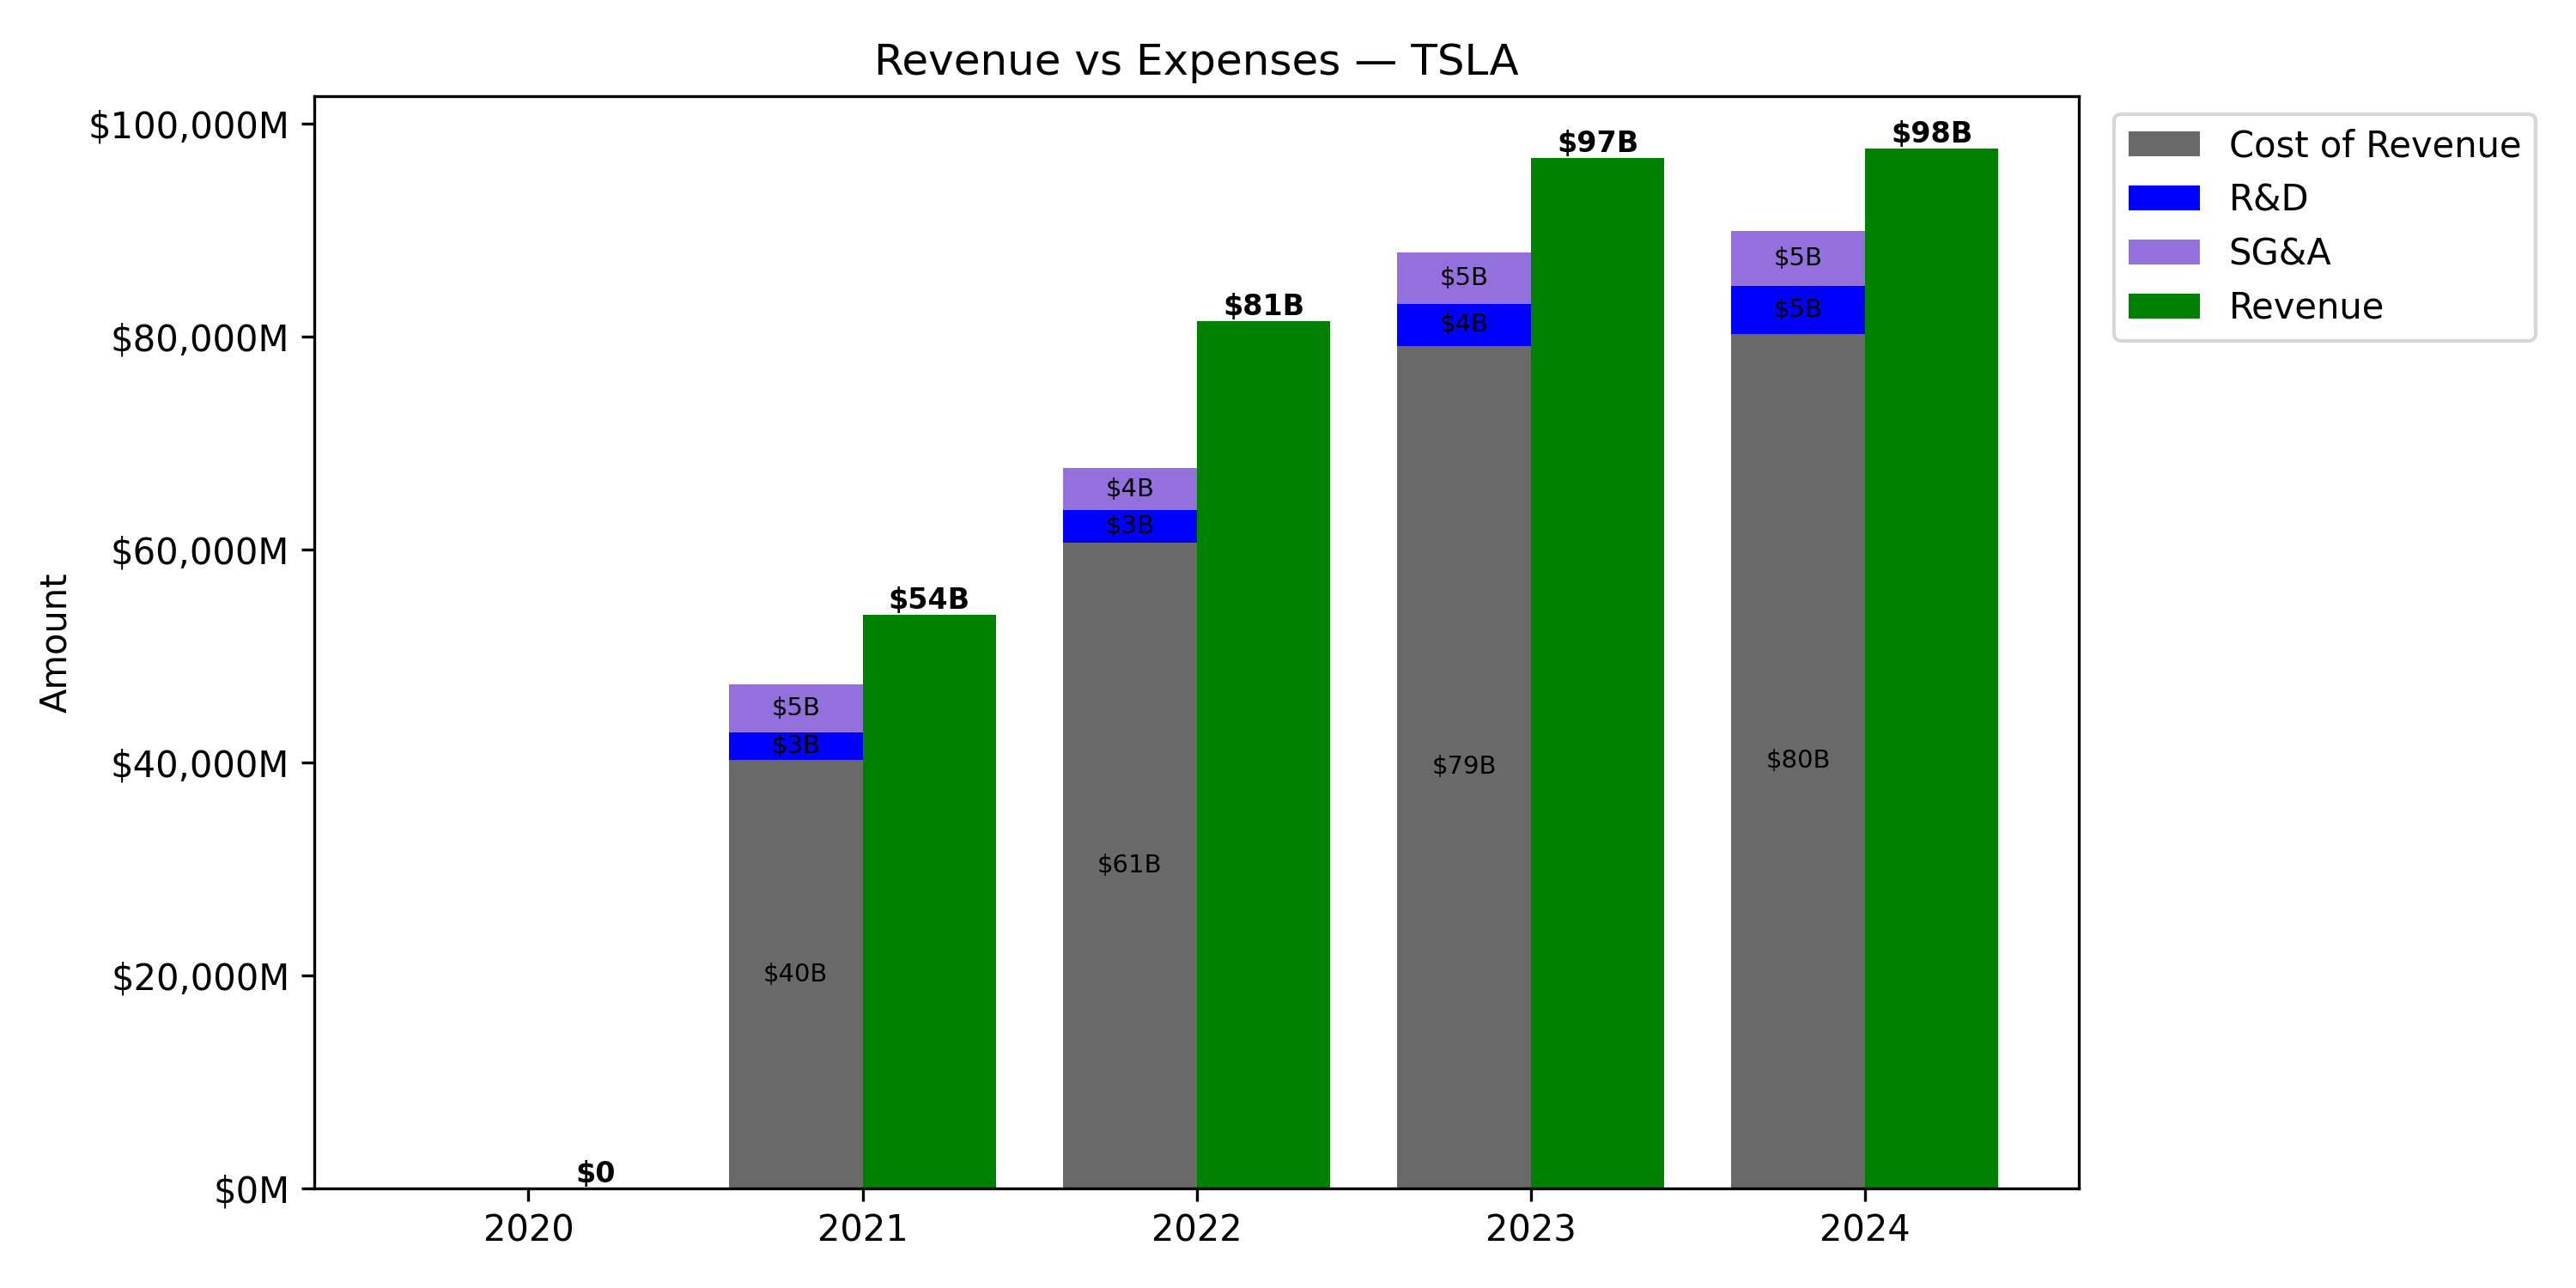 Revenue vs Expenses — TSLA
$100,000M
$80,000M
$60,000M
$40,000M
$20,000M
$0M
Amount
$0
$54B
$5B
$3B
$40B
$81B
$4B
$3B
$61B
$97B
$5B
$4B
$79B
$98B
$5B
$5B
$80B
2020
2021
2022
2023
2024
Cost of Revenue
R&D
SG&A
Revenue